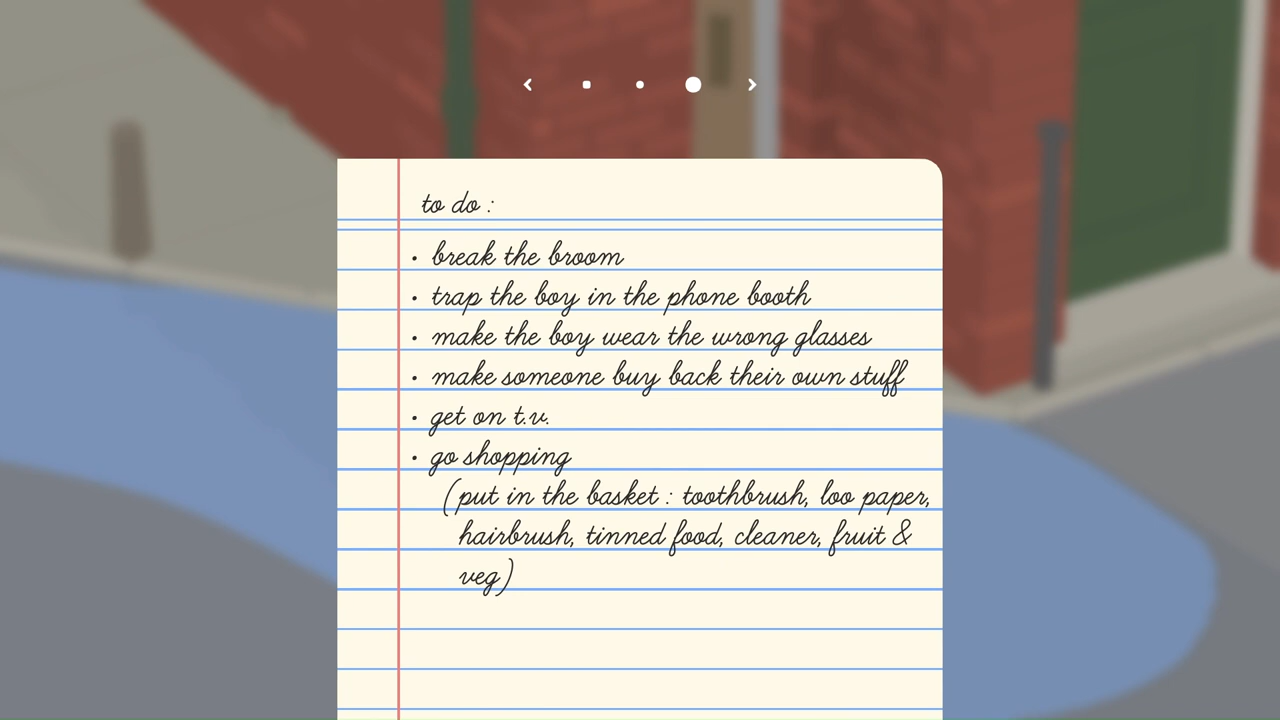 to do :
• break the broom
• trap the boy in the phone booth
• make the boy wear the wrong glasses
• make someone buy back their own stuff
• get on t.v.
• go shopping
(put in the basket : toothbrush, loo paper,
hairbrush, tinned food, cleaner, fruit &
veg)